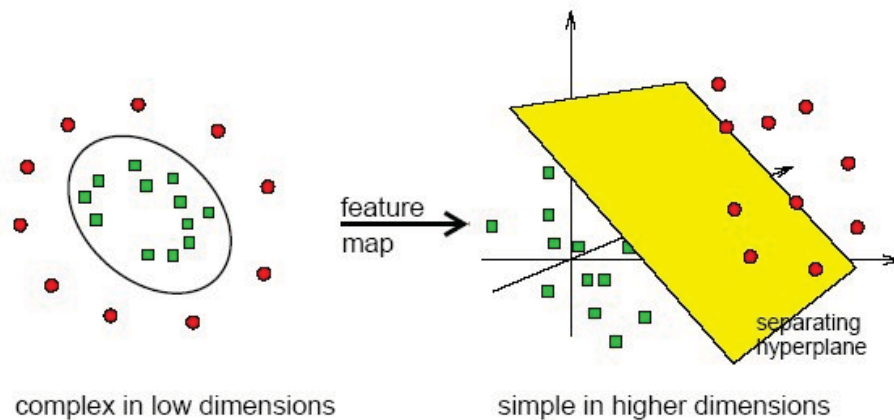 feature
map
separating
hyperplane
complex in low dimensions
simple in higher dimensions